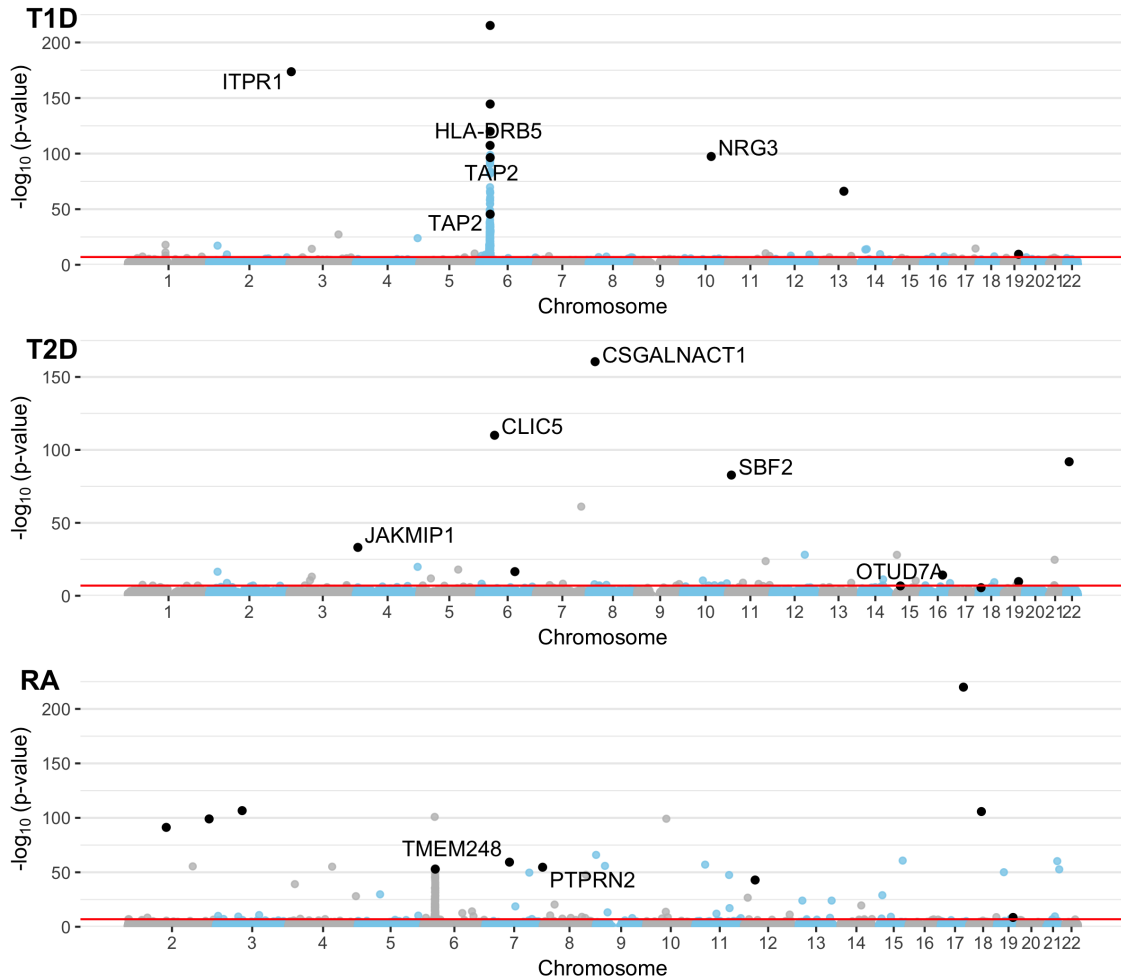 T1D
-log10 (p-value)
200
150
100
50
0
ITPR1
HLA-DRB5
TAP2
TAP2
NRG3
1 2 3 4 5 6 7 8 9 10 11 12 13 14 15 16 17 18 19 20 21 22
Chromosome
T2D
-log10 (p-value)
150
100
50
0
CSGALNACT1
CLIC5
SBF2
JAKMIP1
OTUD7A
1 2 3 4 5 6 7 8 9 10 11 12 13 14 15 16 17 18 19 20 21 22
Chromosome
RA
-log10 (p-value)
200
150
100
50
0
TMEM248
PTPRN2
2 3 4 5 6 7 8 9 10 11 12 13 14 15 16 17 18 19 20 21 22
Chromosome